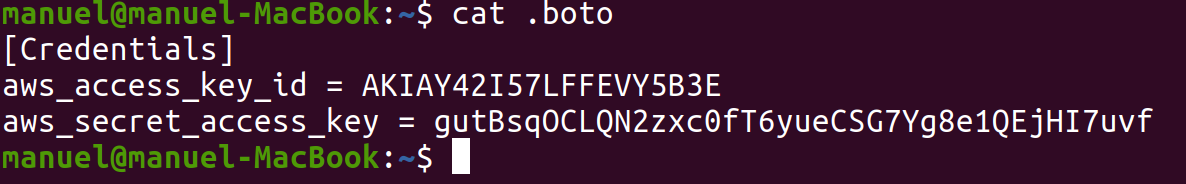 manuel@manuel-MacBook:~$ cat .boto
[Credentials]
aws_access_key_id = AKIAY42I57LFFEVY5B3E
aws_secret_access_key = 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
manuel@manuel-MacBook:~$